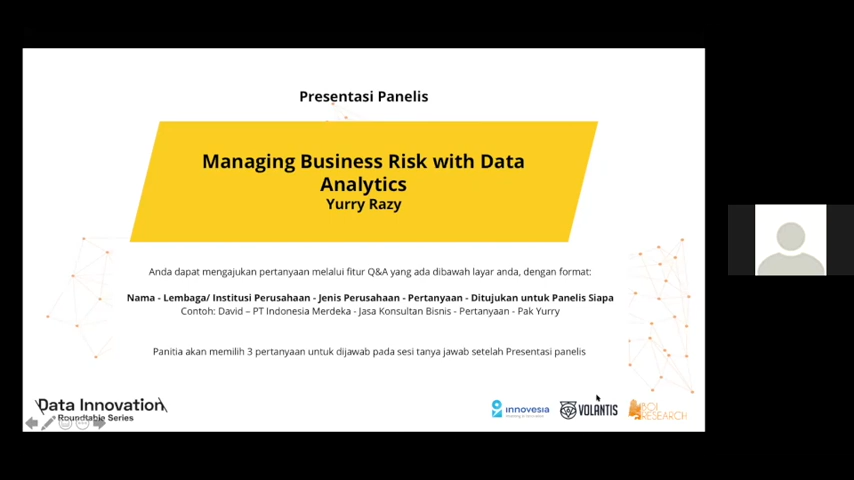 Presentasi Panelis
Managing Business Risk with Data
Analytics
Yurry Razy
Anda dapat mengajukan pertanyaan melalui fitur Q&A yang ada dibawah layar anda, dengan format:
Nama - Lembaga/ Institusi Perusahaan - Jenis Perusahaan - Pertanyaan - Ditujukan untuk Panelis Siapa
Contoh: David – PT Indonesia Merdeka - Jasa Konsultan Bisnis - Pertanyaan - Pak Yurry
Panitia akan memilih 3 pertanyaan untuk dijawab pada sesi tanya jawab setelah Presentasi panelis
Data Innovation
Roundtable Series
innovesia
VOLANTIS
RESEARCH